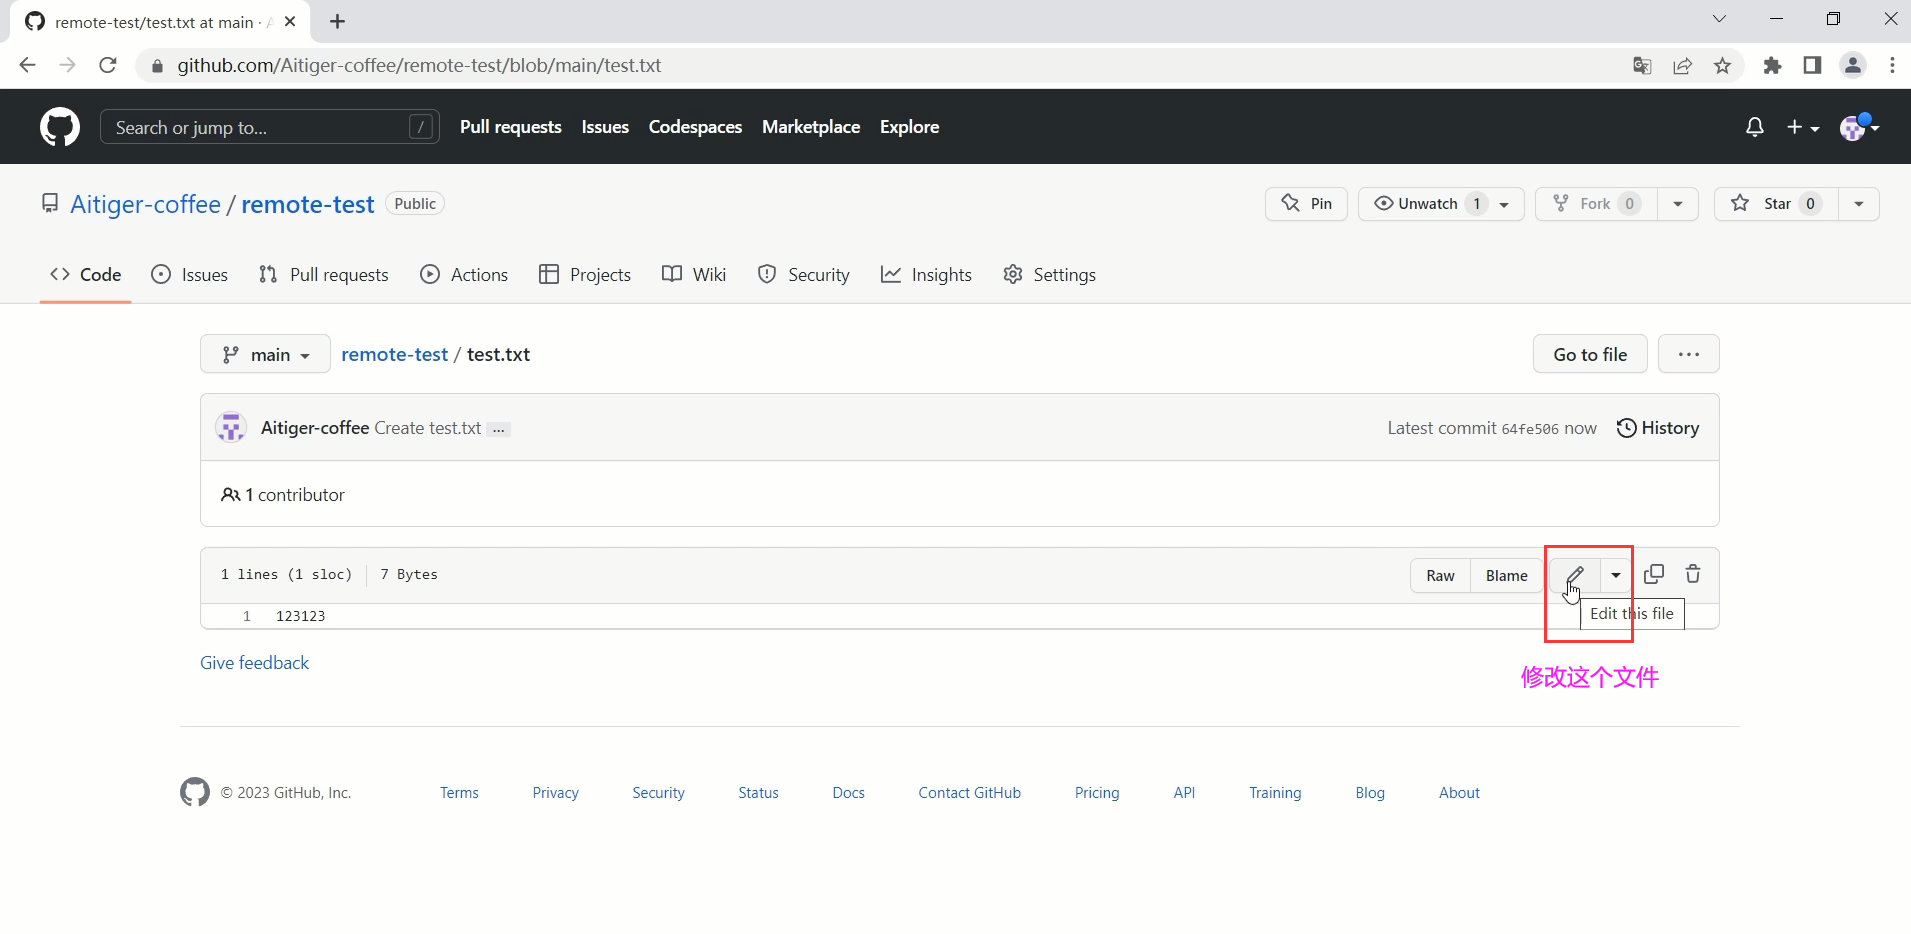 remote-test/test.txt at main ·
github.com/Aitiger-coffee/remote-test/blob/main/test.txt
Search or jump to... /
Pull requests Issues Codespaces Marketplace Explore
Aitiger-coffee / remote-test Public
Pin Unwatch 1 Fork 0 Star 0
Code Issues Pull requests Actions Projects Wiki Security Insights Settings
main remote-test / test.txt Go to file ...
Aitiger-coffee Create test.txt ... Latest commit 64fe506 now History
1 contributor
1 lines (1 sloc) 7 Bytes Raw Blame
1 123123
Edit this file
Give feedback
修改这个文件
© 2023 GitHub, Inc. Terms Privacy Security Status Docs Contact GitHub Pricing API Training Blog About